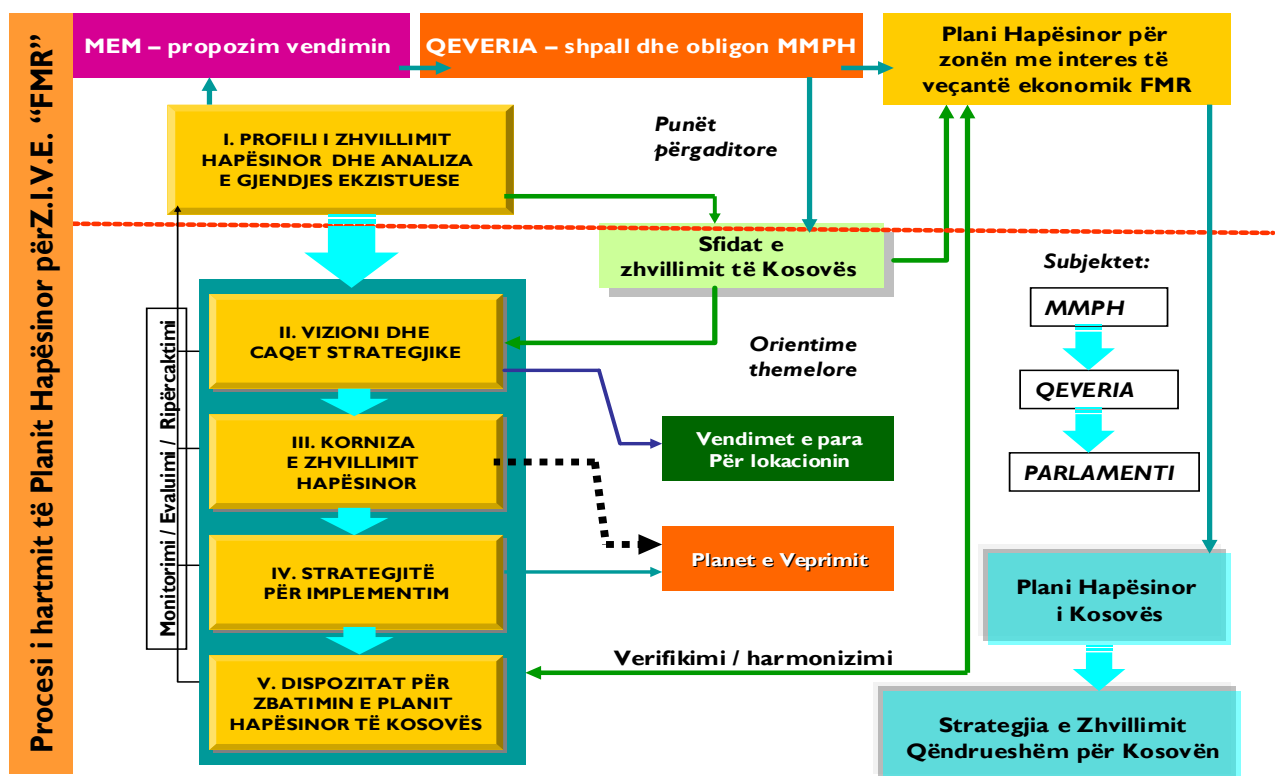 Procesi i hartmit të Planit Hapësinor përZ.I.V.E. “FMR”
MEM – propozim vendimin
QEVERIA – shpall dhe obligon MMPH
Plani Hapësinor për
zonën me interes të
veçantë ekonomik FMR
I. PROFILI I ZHVILLIMIT
HAPËSINOR DHE ANALIZA
E GJENDJES EKZISTUESE
Punët
përgaditore
Sfidat e
zhvillimit të Kosovës
Subjektet:
MMPH
QEVERIA
PARLAMENTI
Monitorimi / Evaluimi / Ripërcaktimi
II. VIZIONI DHE
CAQET STRATEGJIKE
Orientime
themelore
III. KORNIZA
E ZHVILLIMIT
HAPËSINOR
Vendimet e para
Për lokacionin
IV. STRATEGJITË
PËR IMPLEMENTIM
Planet e Veprimit
Plani Hapësinor
i Kosovës
Verifikimi / harmonizimi
V. DISPOZITAT PËR
ZBATIMIN E PLANIT
HAPËSINOR TË KOSOVËS
Strategjia e Zhvillimit
Qëndrueshëm për Kosovën